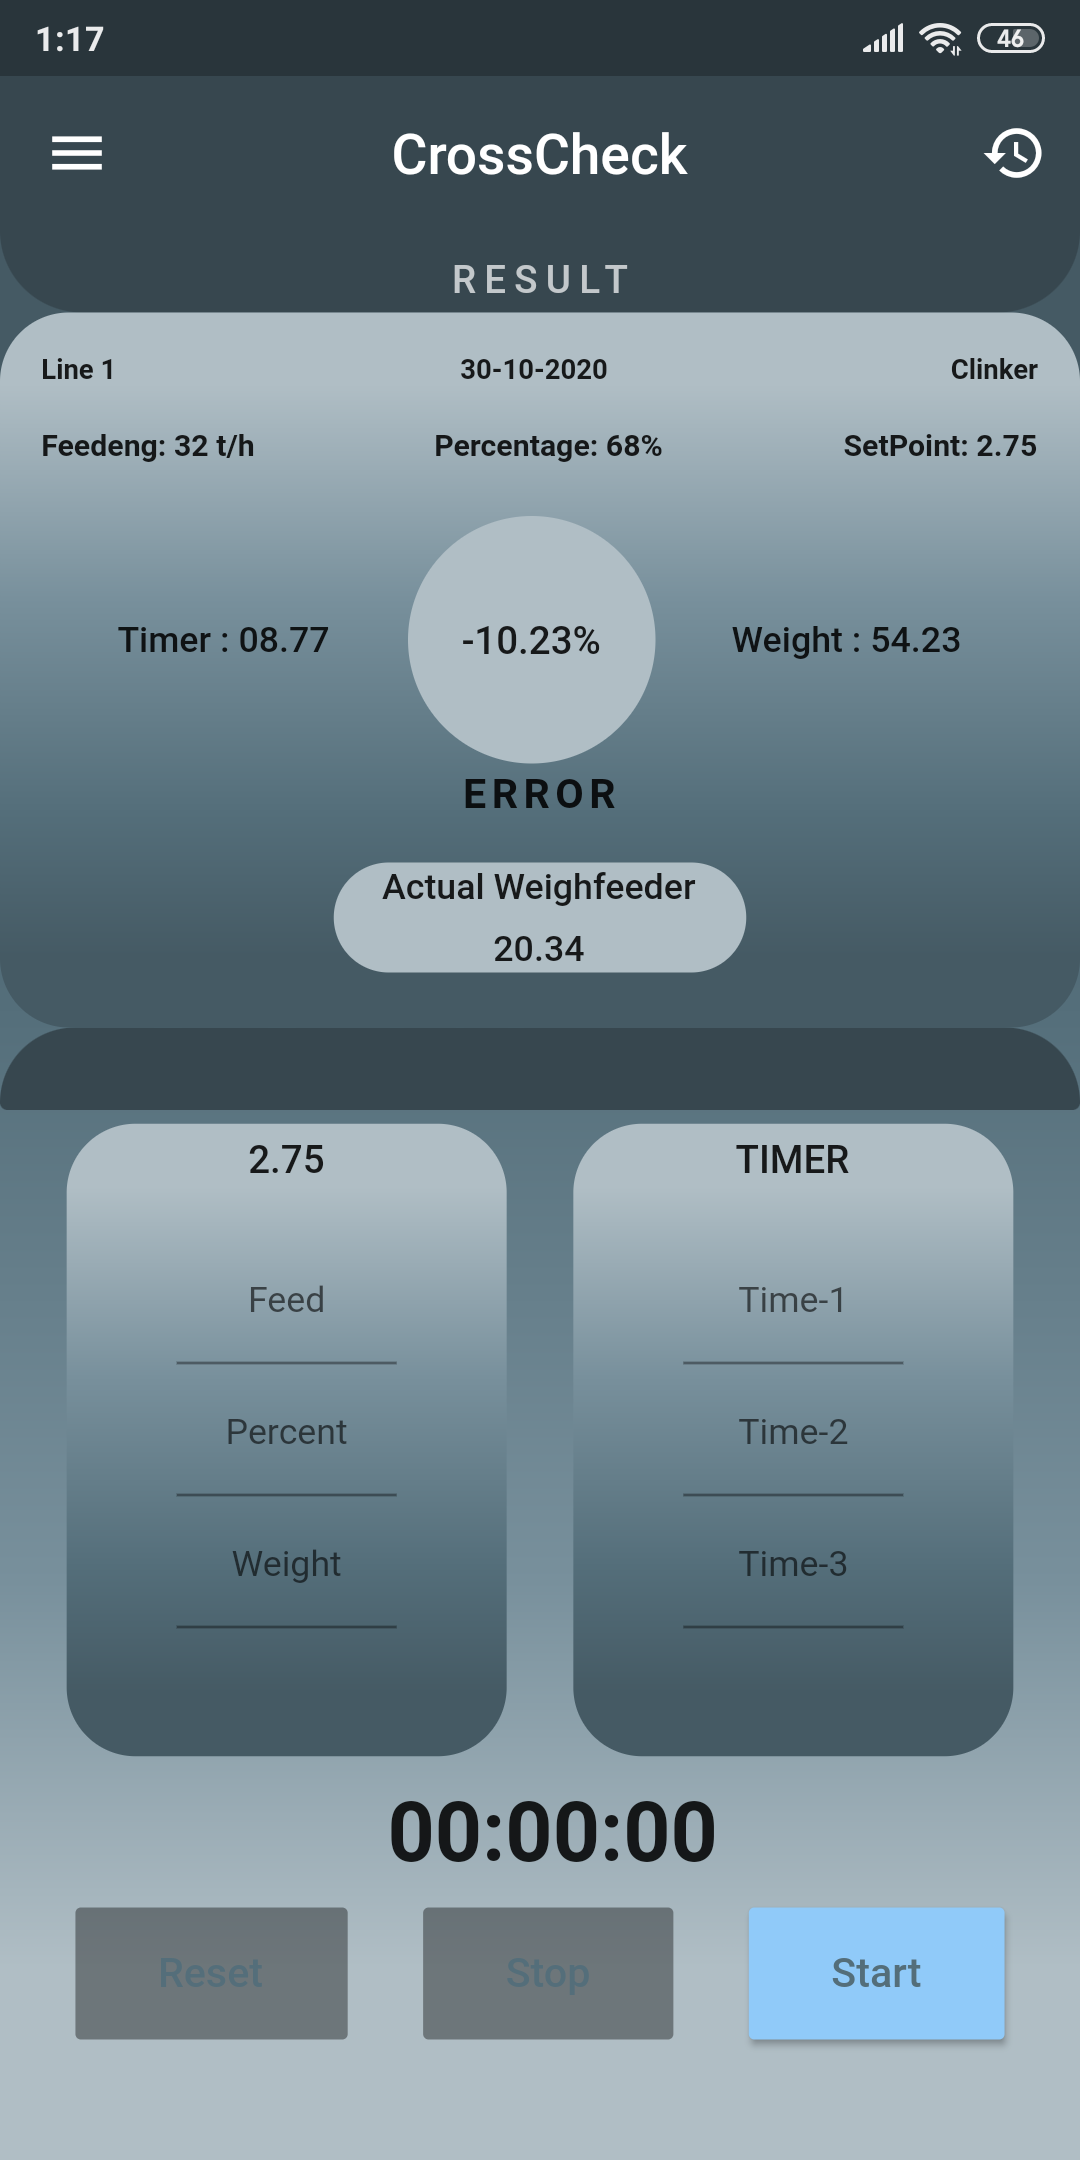 1:17 46
CrossCheck
RESULT
Line 1 30-10-2020 Clinker
Feedeng: 32 t/h Percentage: 68% SetPoint: 2.75
Timer : 08.77 -10.23% Weight : 54.23
ERROR
Actual Weighfeeder
20.34
2.75 TIMER
Feed Time-1
Percent Time-2
Weight Time-3
00:00:00
Reset Stop Start